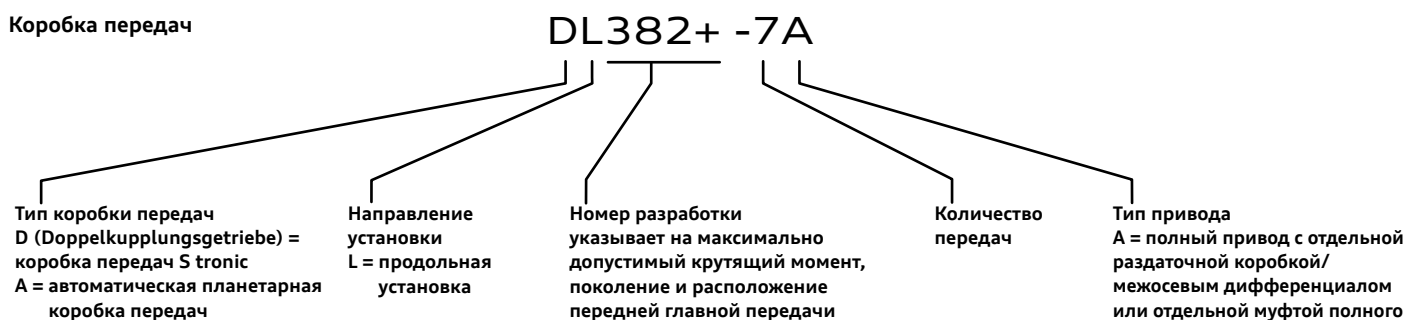 Коробка передач
DL382+ -7A
Тип коробки передач
D (Doppelkupplungsgetriebe) =
коробка передач S tronic
A = автоматическая планетарная
коробка передач
Направление
установки
L = продольная
установка
Номер разработки
указывает на максимально
допустимый крутящий момент,
поколение и расположение
передней главной передачи
Количество
передач
Тип привода
A = полный привод с отдельной
раздаточной коробкой/
межосевым дифференциалом
или отдельной муфтой полного